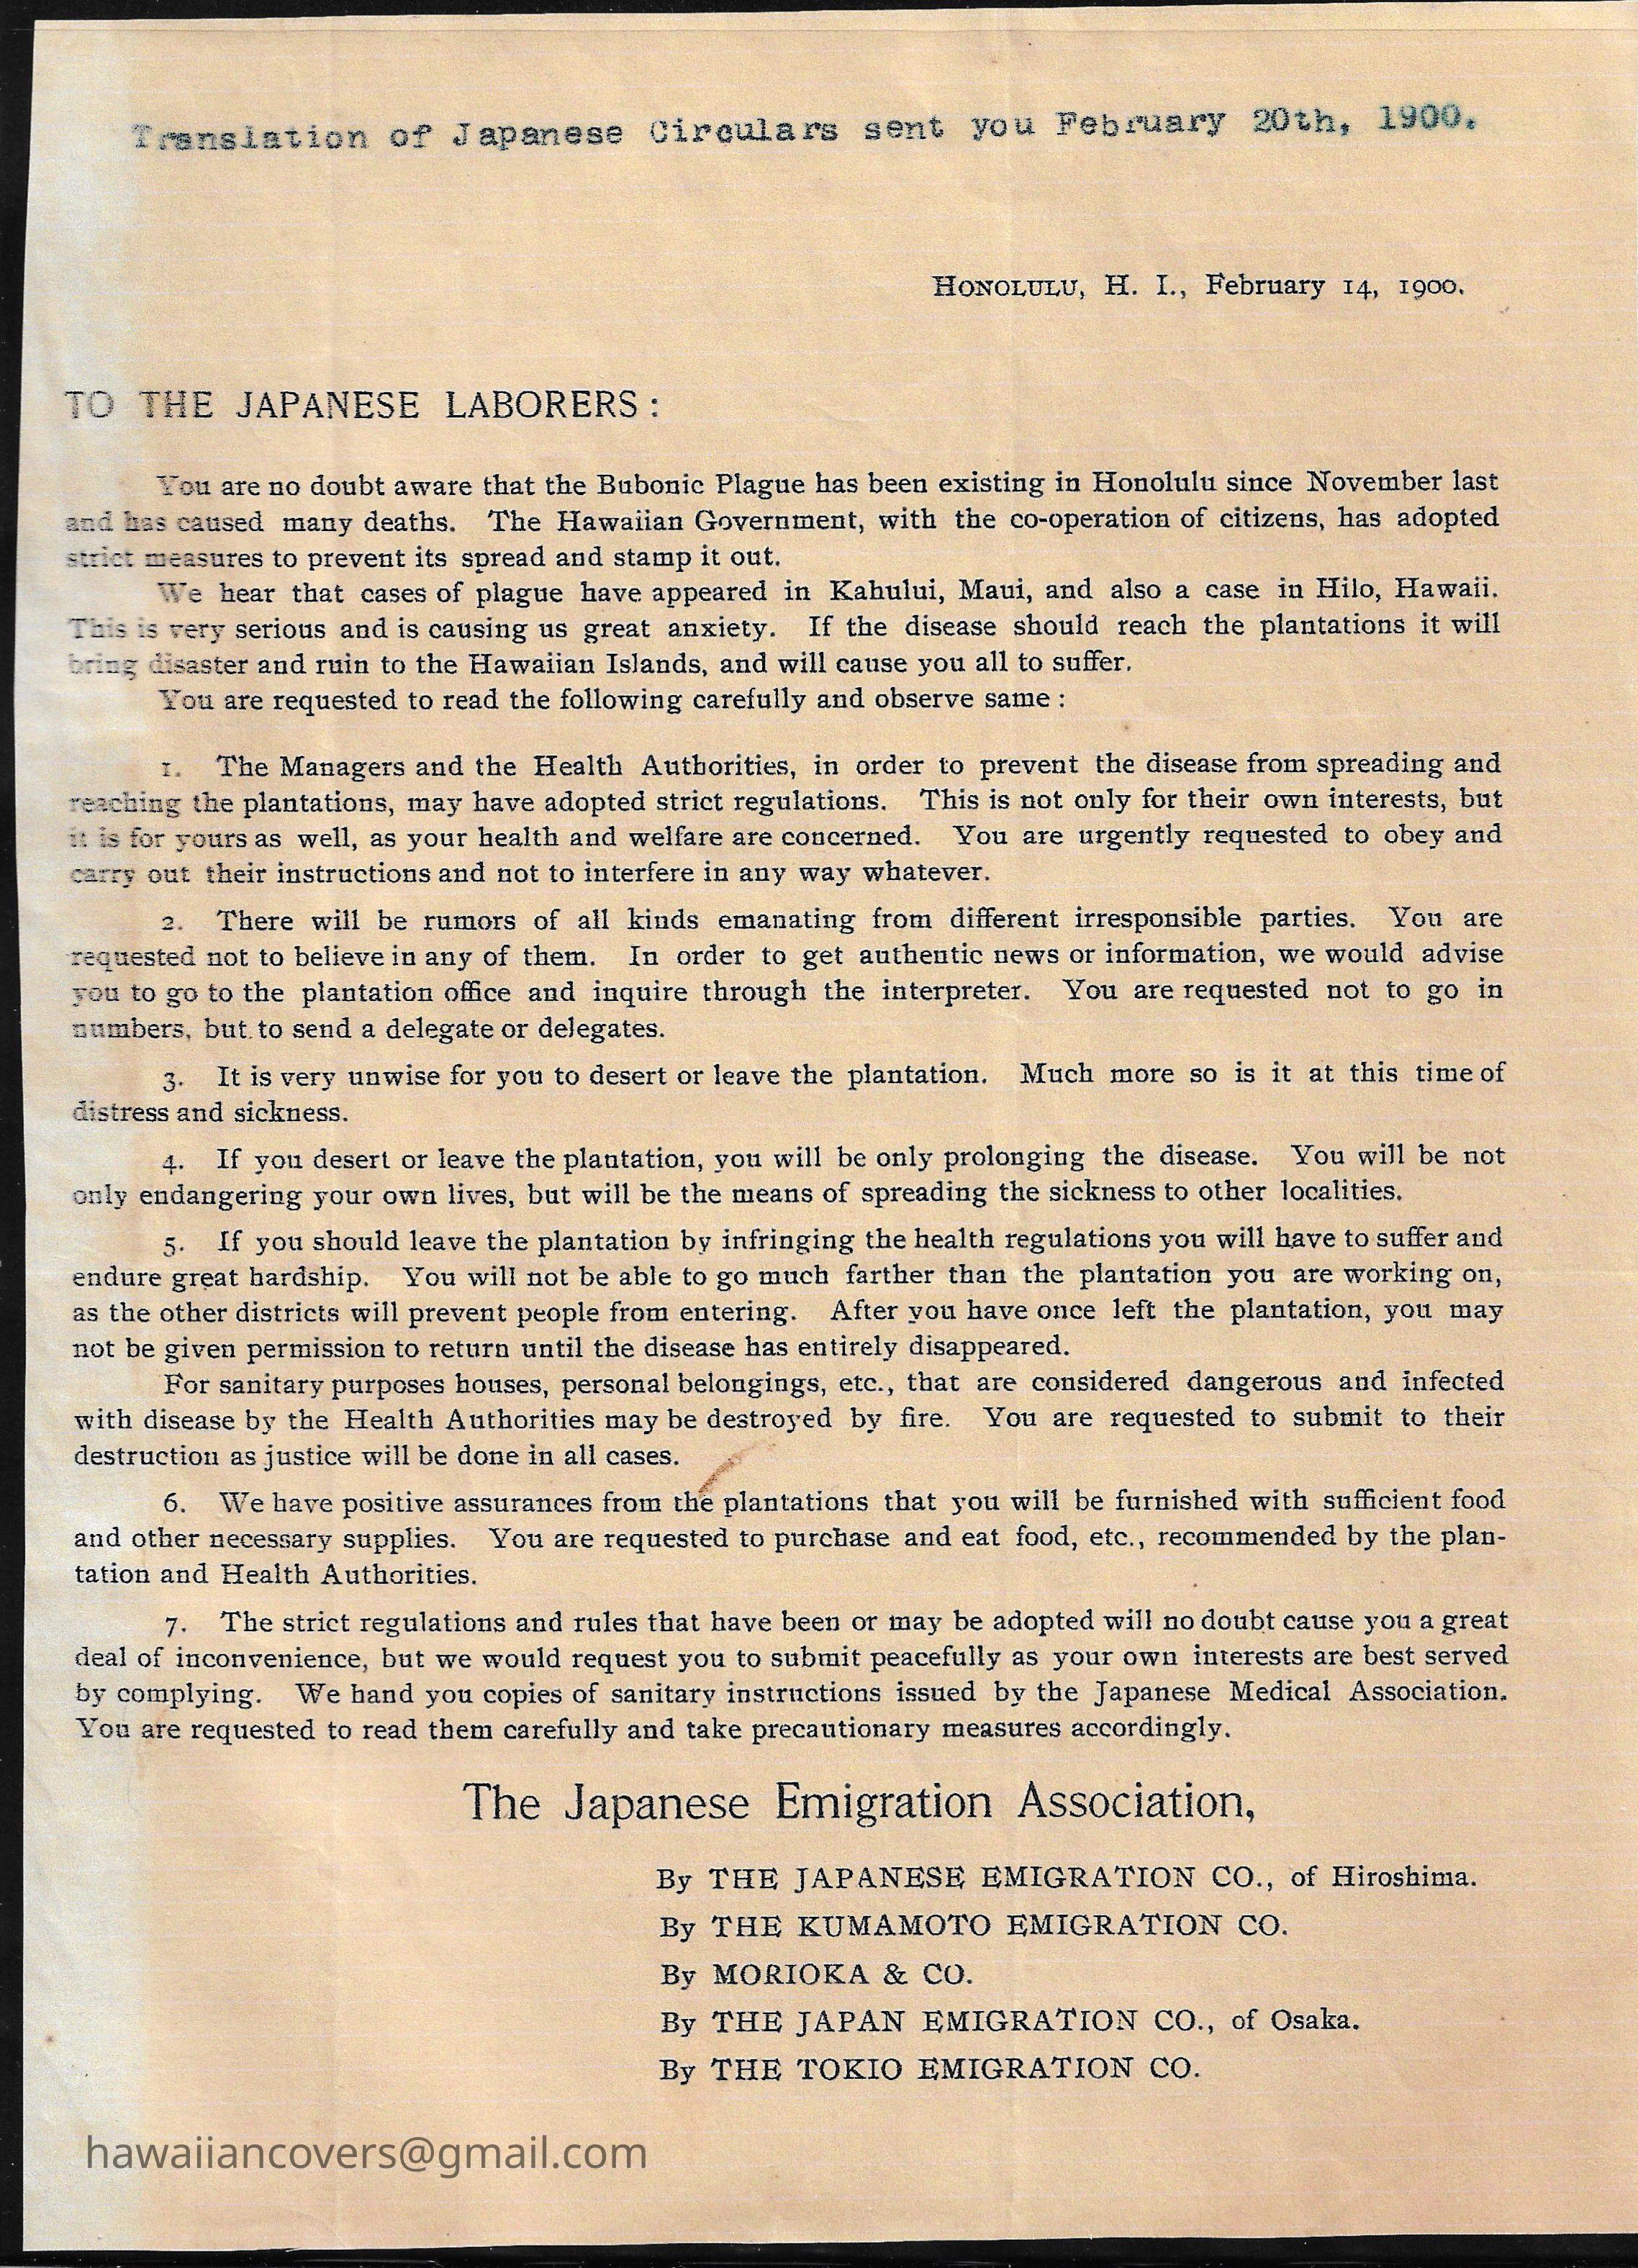 Translation of Japanese Circulars sent you February 20th, 1900.
HONOLULU, H. I., February 14, 1900.
TO THE JAPANESE LABORERS :
You are no doubt aware that the Bubonic Plague has been existing in Honolulu since November last
and has caused many deaths. The Hawaiian Government, with the co-operation of citizens, has adopted
strict measures to prevent its spread and stamp it out.
We hear that cases of plague have appeared in Kahului, Maui, and also a case in Hilo, Hawaii.
This is very serious and is causing us great anxiety. If the disease should reach the plantations it will
bring disaster and ruin to the Hawaiian Islands, and will cause you all to suffer.
You are requested to read the following carefully and observe same :
1. The Managers and the Health Authorities, in order to prevent the disease from spreading and
reaching the plantations, may have adopted strict regulations. This is not only for their own interests, but
it is for yours as well, as your health and welfare are concerned. You are urgently requested to obey and
carry out their instructions and not to interfere in any way whatever.
2. There will be rumors of all kinds emanating from different irresponsible parties. You are
requested not to believe in any of them. In order to get authentic news or information, we would advise
you to go to the plantation office and inquire through the interpreter. You are requested not to go in
numbers, but to send a delegate or delegates.
3. It is very unwise for you to desert or leave the plantation. Much more so is it at this time of
distress and sickness.
4. If you desert or leave the plantation, you will be only prolonging the disease. You will be not
only endangering your own lives, but will be the means of spreading the sickness to other localities.
5. If you should leave the plantation by infringing the health regulations you will have to suffer and
endure great hardship. You will not be able to go much farther than the plantation you are working on,
as the other districts will prevent people from entering. After you have once left the plantation, you may
not be given permission to return until the disease has entirely disappeared.
For sanitary purposes houses, personal belongings, etc., that are considered dangerous and infected
with disease by the Health Authorities may be destroyed by fire. You are requested to submit to their
destruction as justice will be done in all cases.
6. We have positive assurances from the plantations that you will be furnished with sufficient food
and other necessary supplies. You are requested to purchase and eat food, etc., recommended by the plan-
tation and Health Authorities.
7. The strict regulations and rules that have been or may be adopted will no doubt cause you a great
deal of inconvenience, but we would request you to submit peacefully as your own interests are best served
by complying. We hand you copies of sanitary instructions issued by the Japanese Medical Association.
You are requested to read them carefully and take precautionary measures accordingly.
The Japanese Emigration Association,
By THE JAPANESE EMIGRATION CO., of Hiroshima.
By THE KUMAMOTO EMIGRATION CO.
By MORIOKA & CO.
By THE JAPAN EMIGRATION CO., of Osaka.
By THE TOKIO EMIGRATION CO.
hawaiiancovers@gmail.com